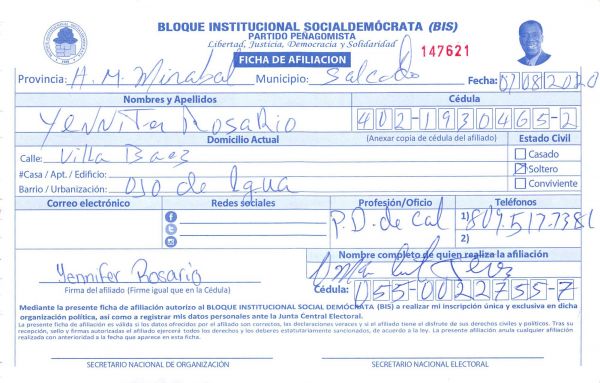 BLOQUE INSTITUCIONAL SOCIALDEMÓCRATA (BIS)
PARTIDO PEÑAGOMISTA
Libertad, Justicia, Democracia y Solidaridad
FICHA DE AFILIACION 147621
Provincia: H. M. Mirabal Municipio: Salcedo Fecha: 07/08/2020
Nombres y Apellidos Cédula
Yennifer Rosario 402-1930465-2
Domicilio Actual (Anexar copia de cédula del afiliado) Estado Civil
Calle: Villa Baez Casado
#Casa / Apt. / Edificio: Soltero
Barrio / Urbanización: Ojo de Agua Conviviente
Correo electrónico Redes sociales Profesión/Oficio Teléfonos
P.D. de Cal 1) 809.517.7381
2)
Nombre completo de quien realiza la afiliación
Yennifer Rosario
Firma del afiliado (Firme igual que en la Cédula) Cédula: 055-0022755-7
Mediante la presente ficha de afiliación autorizo al BLOQUE INSTITUCIONAL SOCIAL DEMÓCRATA (BIS) a realizar mi inscripción única y exclusiva en dicha
organización política, así como a registrar mis datos personales ante la Junta Central Electoral.
La presente ficha de afiliación es válida si los datos ofrecidos por el afiliado son correctos, las declaraciones veraces y si el afiliado tiene el disfrute de sus derechos civiles y políticos. Tras su
recepción, sello y firmas autorizadas el afiliado ejercerá todos los derechos y los deberes estatutariamente sancionados, de acuerdo a la ley. La presente afiliación anula cualquier afiliación
realizada con anterioridad a la fecha que aparece en esta ficha.
SECRETARIO NACIONAL DE ORGANIZACIÓN SECRETARIO NACIONAL ELECTORAL